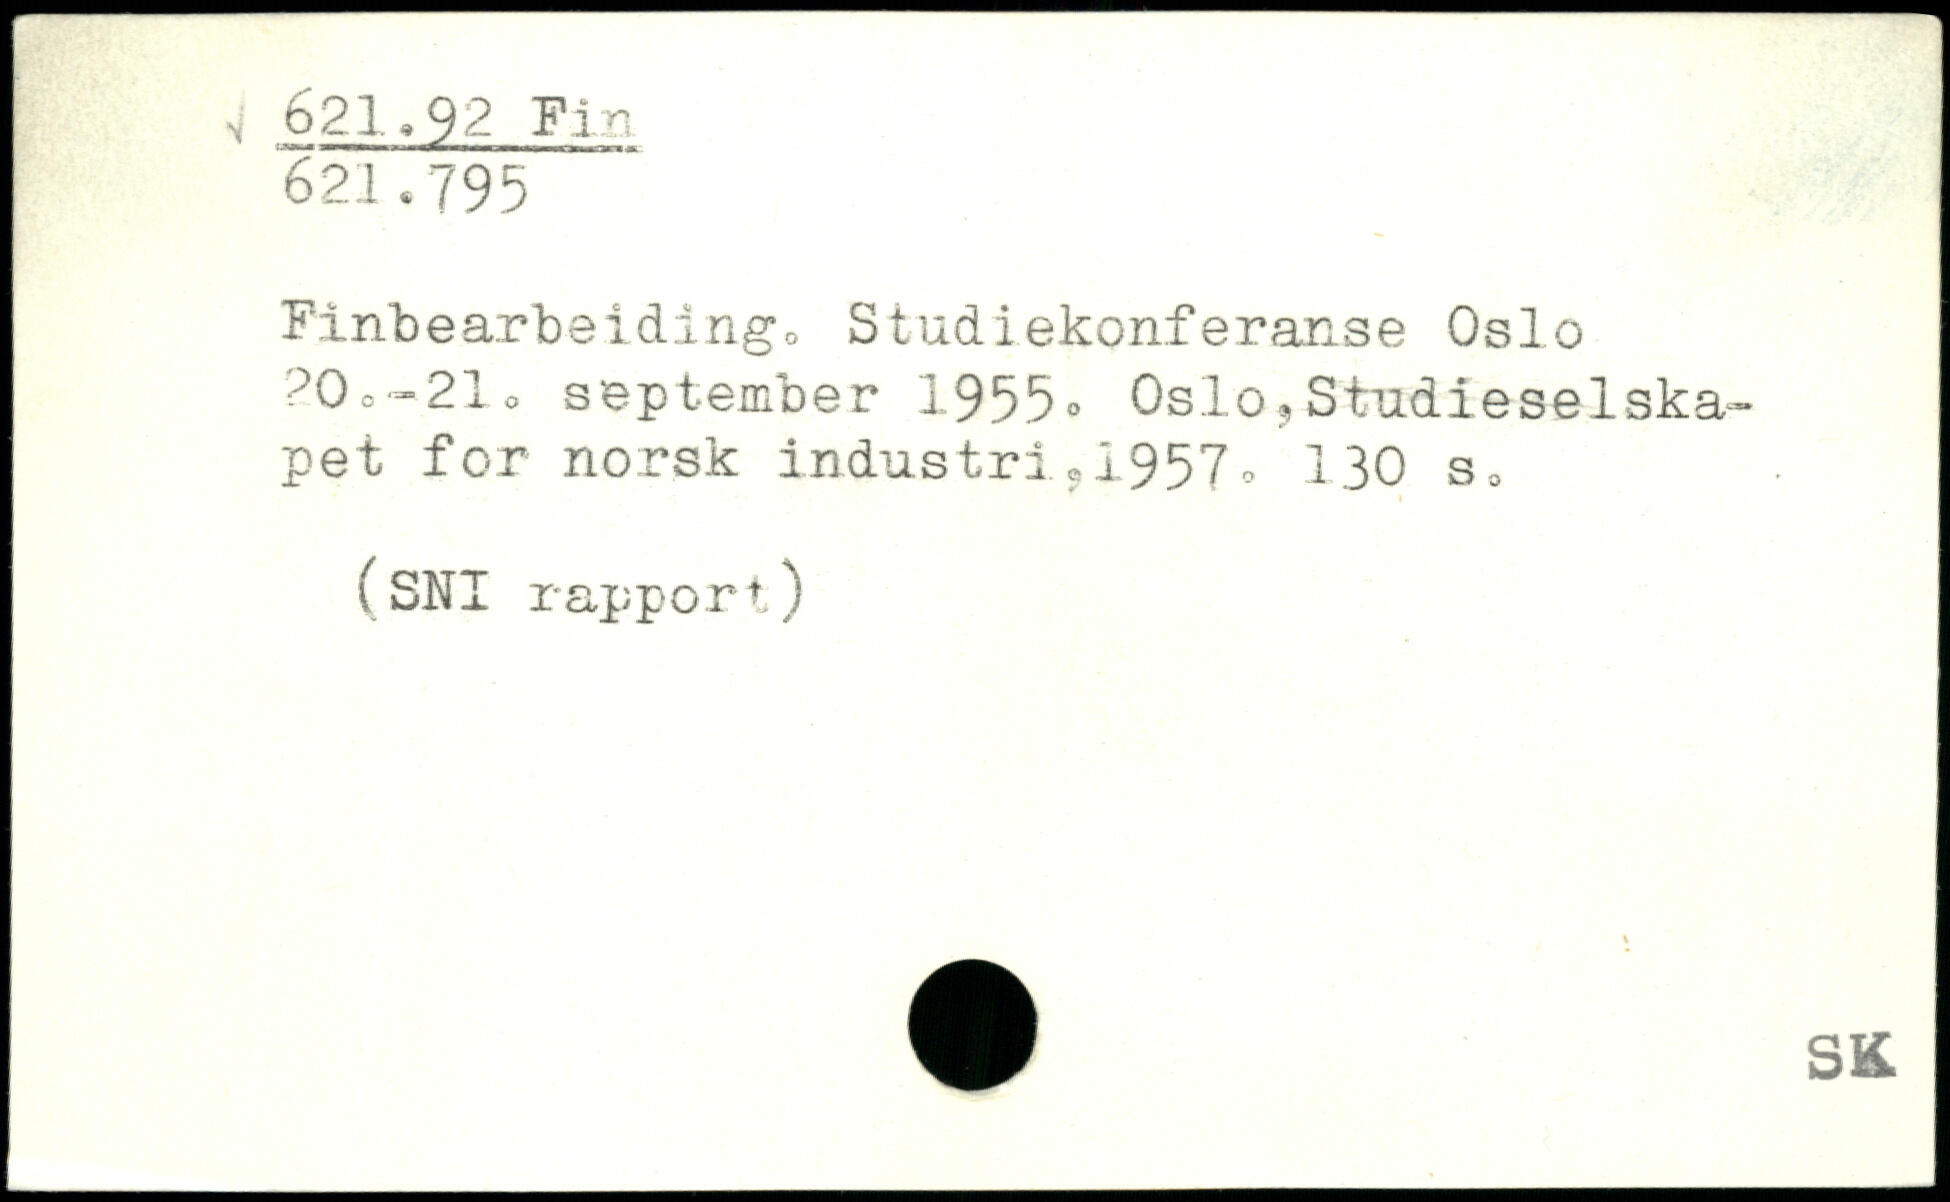 √ 621.92 Fin
621.795
Finbearbeiding. Studiekonferanse Oslo
20.-21. september 1955. Oslo,Studieselska-
pet for norsk industri,1957. 130 s.
(SNI rapport)
SK